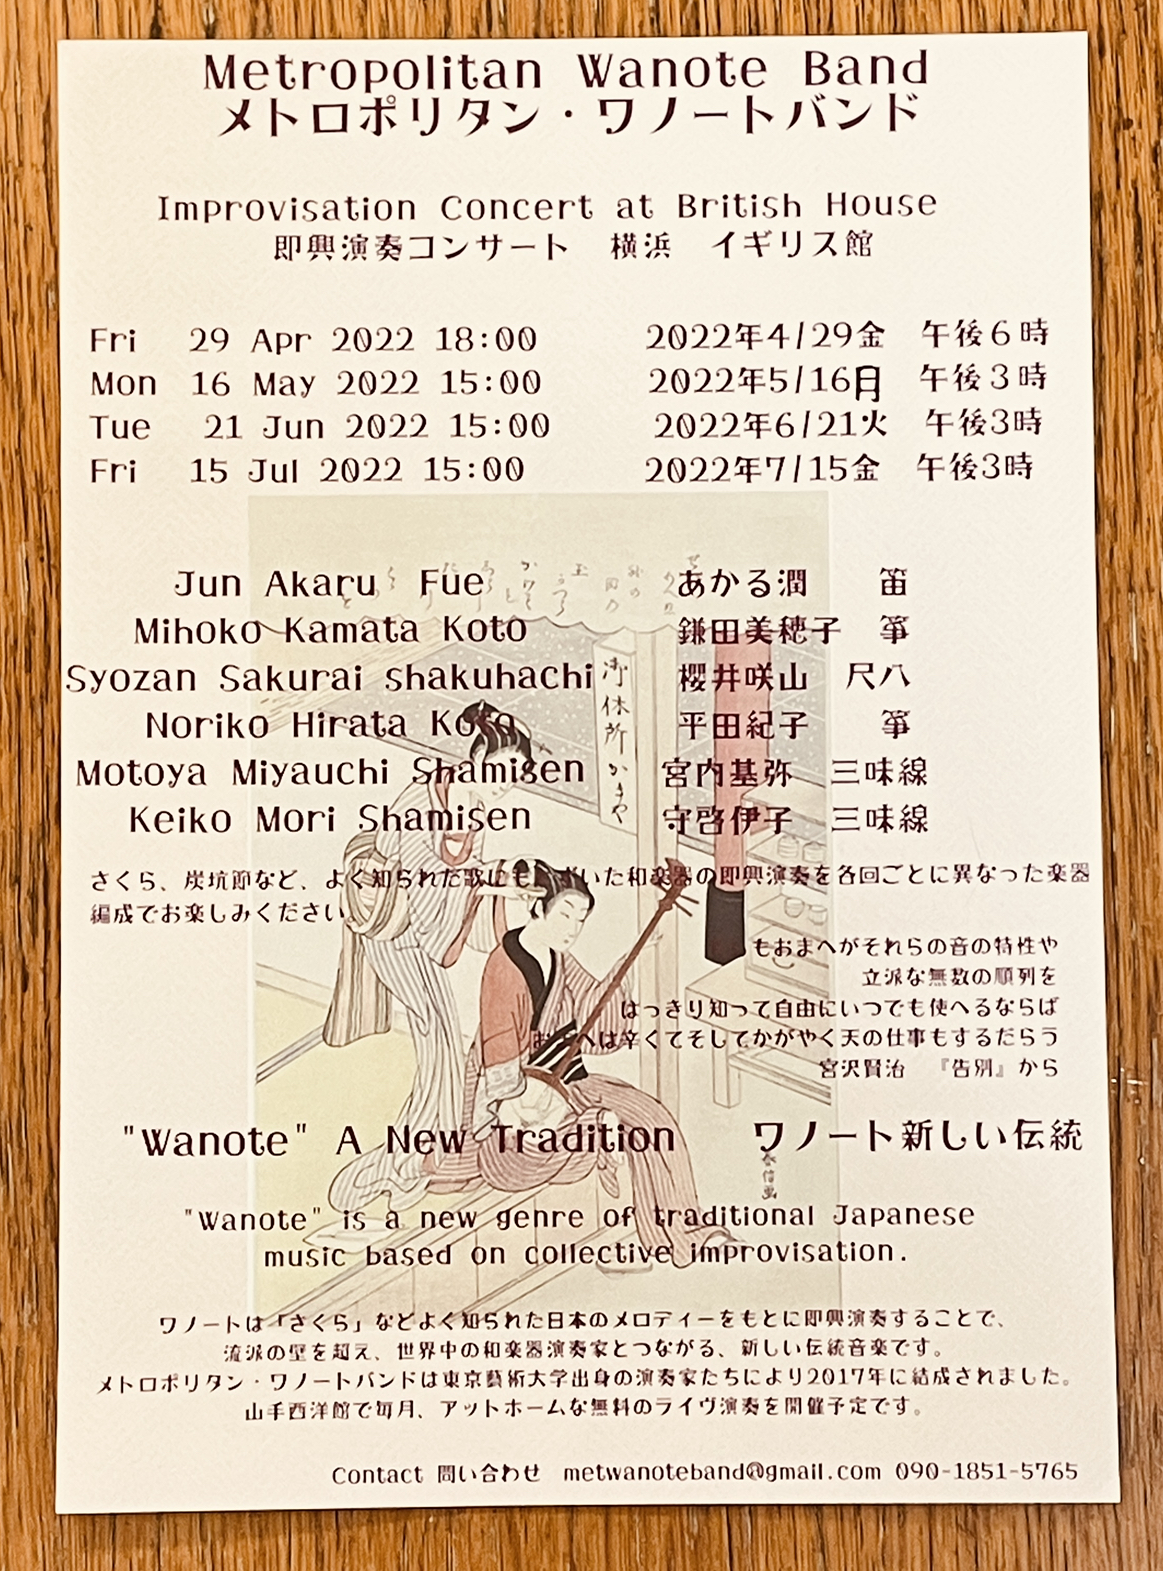 Metropolitan Wanote Band
メトロポリタン・ワノートバンド
Improvisation Concert at British House
即興演奏コンサート 横浜 イギリス館
Fri 29 Apr 2022 18:00 2022年4/29金 午後6時
Mon 16 May 2022 15:00 2022年5/16月 午後3時
Tue 21 Jun 2022 15:00 2022年6/21火 午後3時
Fri 15 Jul 2022 15:00 2022年7/15金 午後3時
Jun Akaru Fue あかる潤 笛
Mihoko Kamata Koto 鎌田美穂子 箏
Syozan Sakurai shakuhachi 櫻井咲山 尺八
Noriko Hirata Koto 平田紀子 箏
Motoya Miyauchi Shamisen 宮内基弥 三味線
Keiko Mori Shamisen 守啓伊子 三味線
御休所かまや
さくら、炭坑節など、よく知られた歌にもとづいた和楽器の即興演奏を各回ごとに異なった楽器
編成でお楽しみください
もおまへがそれらの音の特性や
立派な無数の順列を
はっきり知って自由にいつでも使へるならば
おまへは辛くてそしてかがやく天の仕事もするだらう
宮沢賢治 『告別』から
"Wanote" A New Tradition ワノート新しい伝統
春信画
"Wanote" is a new genre of traditional Japanese
music based on collective improvisation.
ワノートは「さくら」などよく知られた日本のメロディーをもとに即興演奏することで、
流派の壁を超え、世界中の和楽器演奏家とつながる、新しい伝統音楽です。
メトロポリタン・ワノートバンドは東京藝術大学出身の演奏家たちにより2017年に結成されました。
山手西洋館で毎月、アットホームな無料のライヴ演奏を開催予定です。
Contact 問い合わせ metwanoteband@gmail.com 090-1851-5765